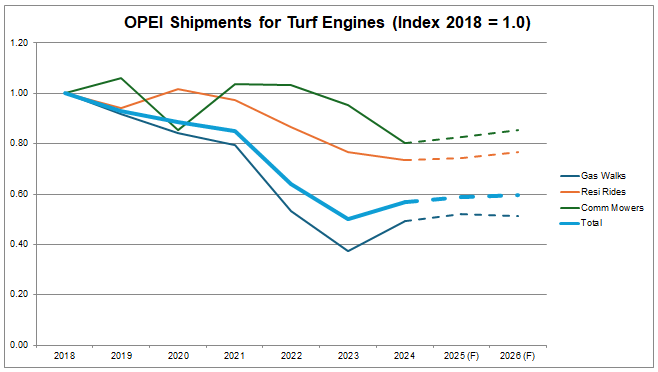 OPEI Shipments for Turf Engines (Index 2018 = 1.0)
1.20
1.00
0.80
0.60
0.40
0.20
0.00
2018 2019 2020 2021 2022 2023 2024 2025 (F) 2026 (F)
Gas Walks
Resi Rides
Comm Mowers
Total